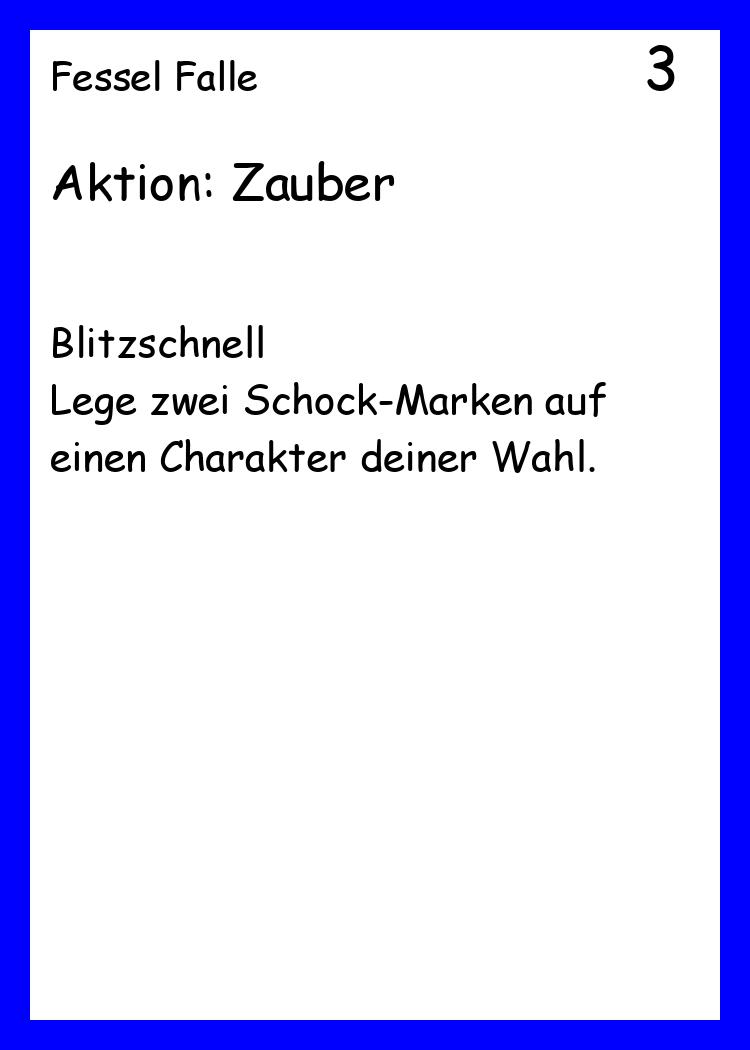 Fessel Falle 3
Aktion: Zauber
Blitzschnell
Lege zwei Schock-Marken auf
einen Charakter deiner Wahl.